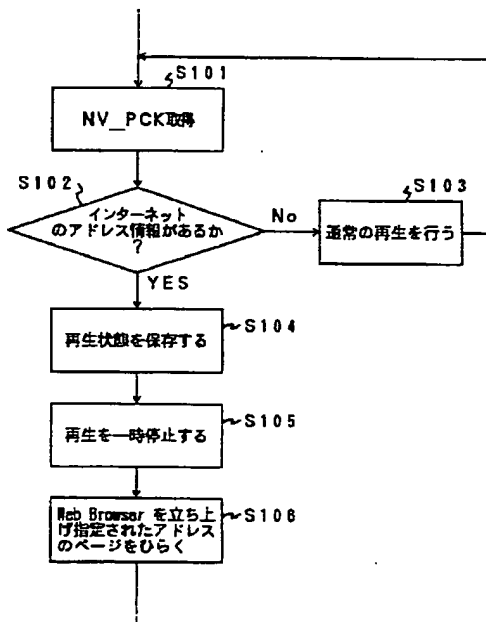 S101
NV_PCK取得
S102
インターネット
のアドレス情報があるか
?
No
S103
通常の再生を行う
YES
再生状態を保存する
S104
再生を一時停止する
S105
Web Browser を立ち上
げ指定されたアドレス
のページをひらく
S106